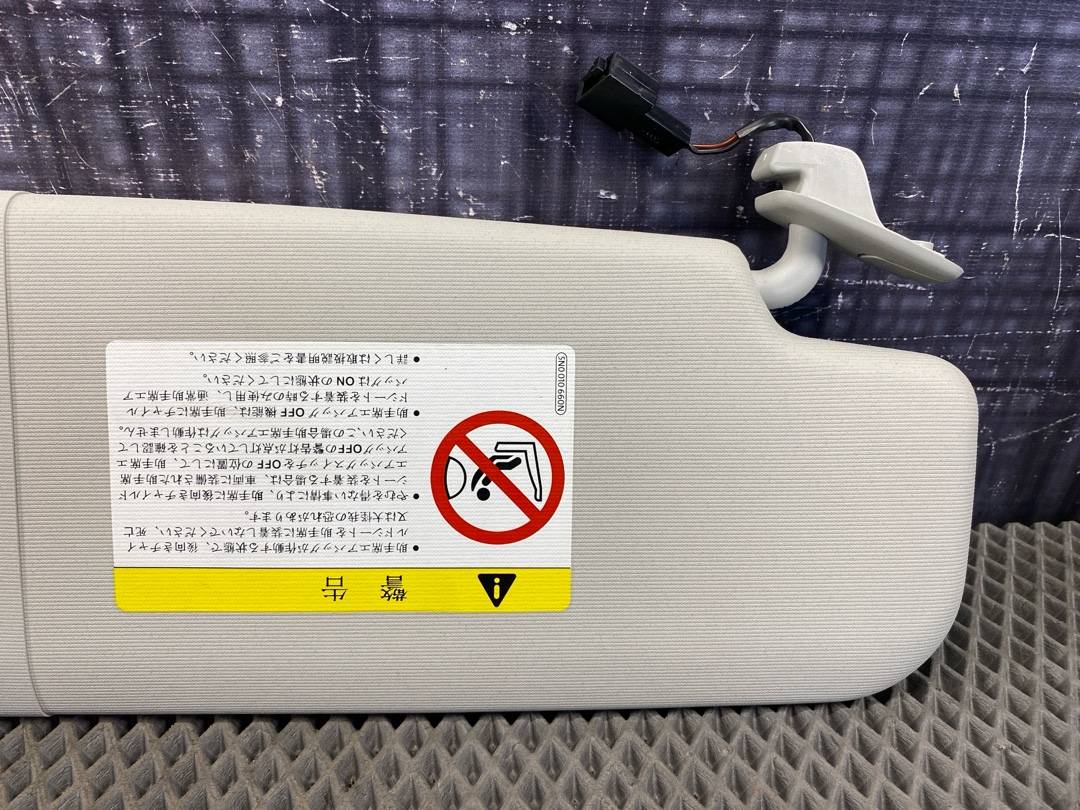 警告
● 助手席エアバッグが作動する状態で、後向きチャイ
ルドシートを助手席に装着しないでください、死亡
又は大怪我の恐れがあります。
● やむを得ない事情により、助手席に後向きチャイルド
シートを装着する場合は、車両に装備された助手席
エアバッグスイッチをOFFの位置にして、助手席エ
アバッグOFFの警告灯が点灯していることを確認して
ください、この場合助手席エアバッグは作動しません。
● 助手席エアバッグOFF機能は、助手席にチャイル
ドシートを装着する時のみ使用し、通常助手席エア
バッグはONの状態にしてください。
● 詳しくは取扱説明書をご参照ください。
5N0 010 099N